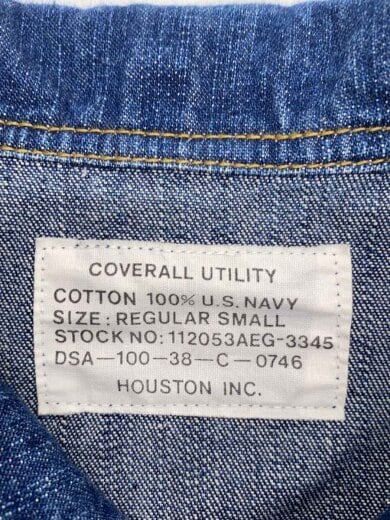 COVERALL UTILITY
COTTON 100% U.S. NAVY
SIZE: REGULAR SMALL
STOCK NO: 112053AEG-3345
DSA—100—38—C—0746
HOUSTON INC.